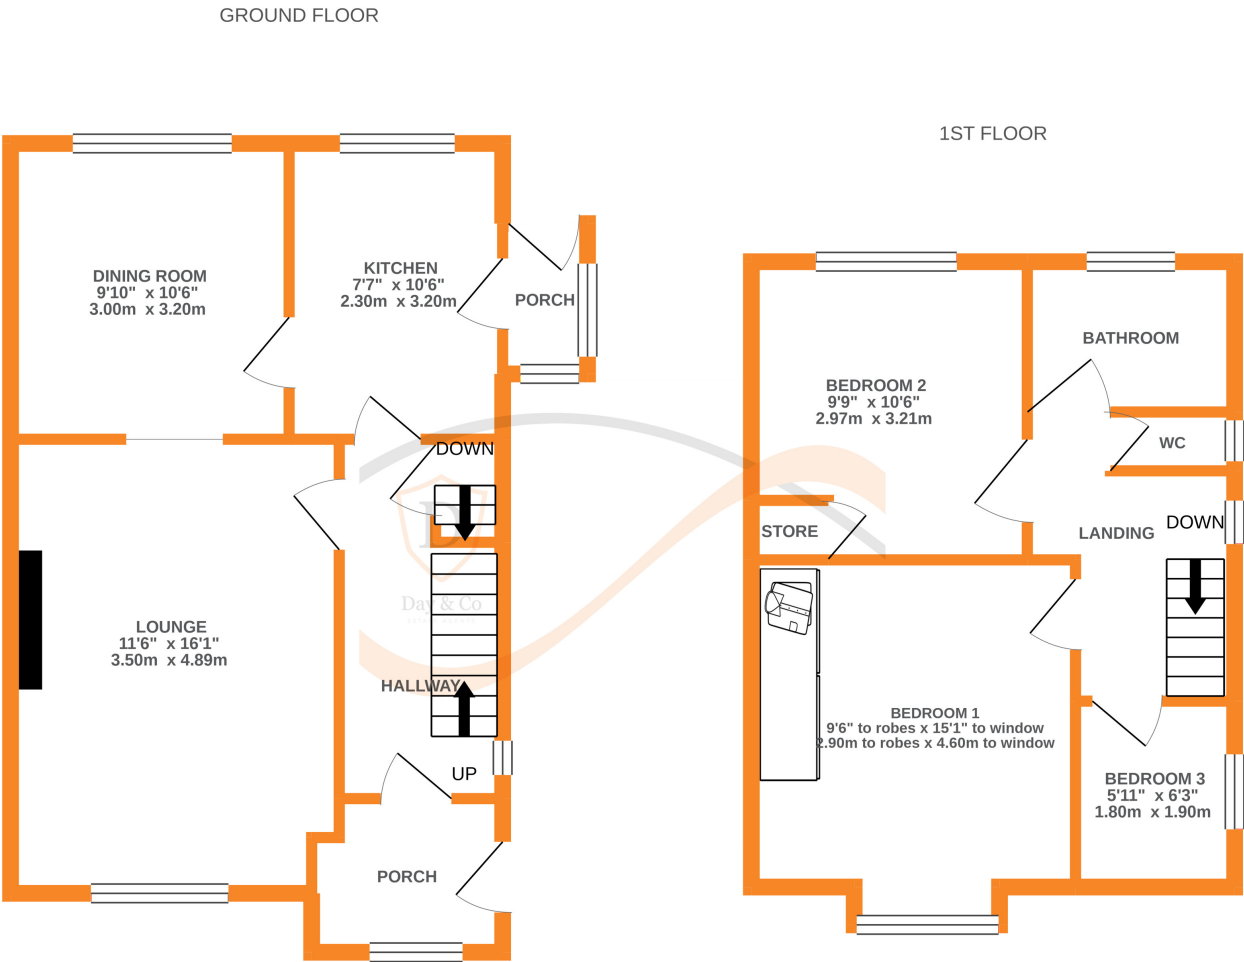 GROUND FLOOR
1ST FLOOR
DINING ROOM
9'10" x 10'6"
3.00m x 3.20m
KITCHEN
7'7" x 10'6"
2.30m x 3.20m
PORCH
DOWN
LOUNGE
11'6" x 16'1"
3.50m x 4.89m
D
Day & Co
ESTATE AGENTS
HALLWAY
UP
PORCH
BATHROOM
BEDROOM 2
9'9" x 10'6"
2.97m x 3.21m
WC
STORE
LANDING
DOWN
BEDROOM 1
9'6" to robes x 15'1" to window
2.90m to robes x 4.60m to window
BEDROOM 3
5'11" x 6'3"
1.80m x 1.90m